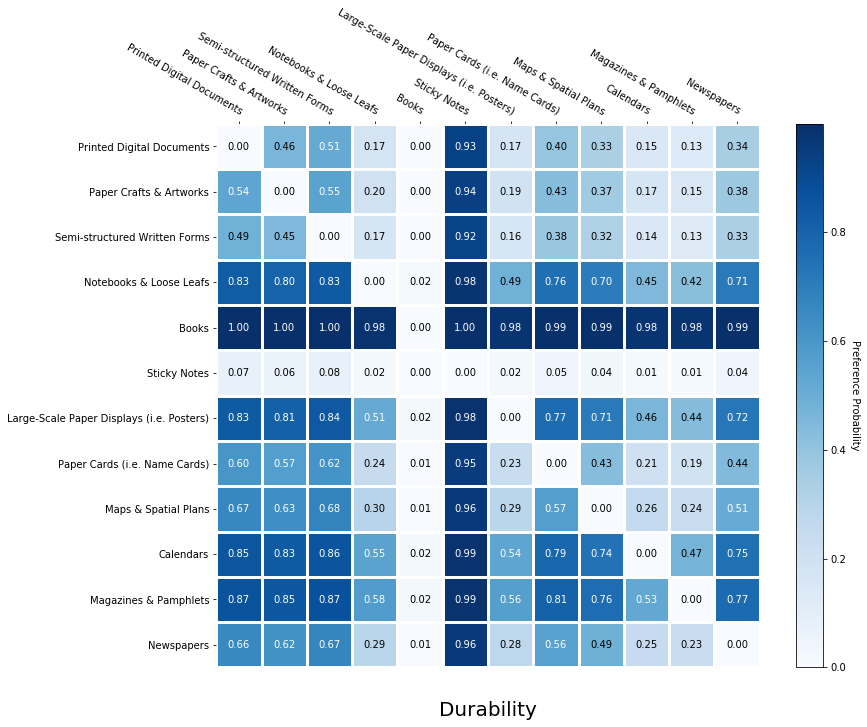 Printed Digital Documents
Paper Crafts & Artworks
Semi-structured Written Forms
Notebooks & Loose Leafs
Books
Sticky Notes
Large-Scale Paper Displays (i.e. Posters)
Paper Cards (i.e. Name Cards)
Maps & Spatial Plans
Calendars
Magazines & Pamphlets
Newspapers
Printed Digital Documents 0.00 0.46 0.51 0.17 0.00 0.93 0.17 0.40 0.33 0.15 0.13 0.34
Paper Crafts & Artworks 0.54 0.00 0.55 0.20 0.00 0.94 0.19 0.43 0.37 0.17 0.15 0.38
Semi-structured Written Forms 0.49 0.45 0.00 0.17 0.00 0.92 0.16 0.38 0.32 0.14 0.13 0.33
Notebooks & Loose Leafs 0.83 0.80 0.83 0.00 0.02 0.98 0.49 0.76 0.70 0.45 0.42 0.71
Books 1.00 1.00 1.00 0.98 0.00 1.00 0.98 0.99 0.99 0.98 0.98 0.99
Sticky Notes 0.07 0.06 0.08 0.02 0.00 0.00 0.02 0.05 0.04 0.01 0.01 0.04
Large-Scale Paper Displays (i.e. Posters) 0.83 0.81 0.84 0.51 0.02 0.98 0.00 0.77 0.71 0.46 0.44 0.72
Paper Cards (i.e. Name Cards) 0.60 0.57 0.62 0.24 0.01 0.95 0.23 0.00 0.43 0.21 0.19 0.44
Maps & Spatial Plans 0.67 0.63 0.68 0.30 0.01 0.96 0.29 0.57 0.00 0.26 0.24 0.51
Calendars 0.85 0.83 0.86 0.55 0.02 0.99 0.54 0.79 0.74 0.00 0.47 0.75
Magazines & Pamphlets 0.87 0.85 0.87 0.58 0.02 0.99 0.56 0.81 0.76 0.53 0.00 0.77
Newspapers 0.66 0.62 0.67 0.29 0.01 0.96 0.28 0.56 0.49 0.25 0.23 0.00
0.8
0.6
0.4
0.2
0.0
Preference Probability
Durability